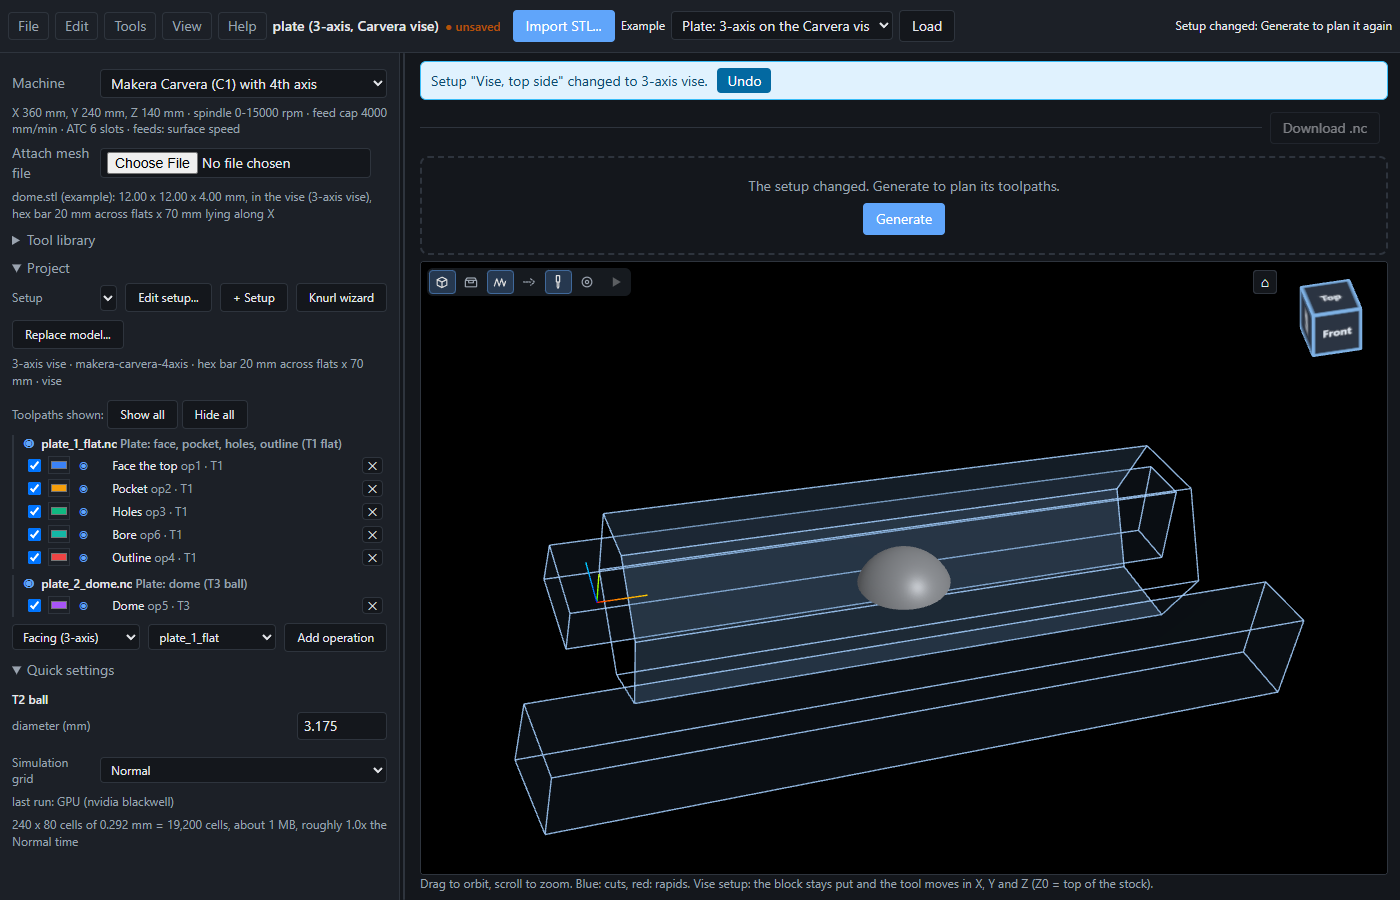 File Edit Tools View Help plate (3-axis, Carvera vise) ● unsaved Import STL... Example Plate: 3-axis on the Carvera vis Load Setup changed: Generate to plan it again
Machine Makera Carvera (C1) with 4th axis
X 360 mm, Y 240 mm, Z 140 mm · spindle 0-15000 rpm · feed cap 4000
mm/min · ATC 6 slots · feeds: surface speed
Attach mesh
file
Choose File No file chosen
dome.stl (example): 12.00 x 12.00 x 4.00 mm, in the vise (3-axis vise),
hex bar 20 mm across flats x 70 mm lying along X
Tool library
Project
Setup Edit setup... + Setup Knurl wizard
Replace model...
3-axis vise · makera-carvera-4axis · hex bar 20 mm across flats x 70
mm · vise
Toolpaths shown: Show all Hide all
plate_1_flat.nc Plate: face, pocket, holes, outline (T1 flat)
Face the top op1 · T1
Pocket op2 · T1
Holes op3 · T1
Bore op6 · T1
Outline op4 · T1
plate_2_dome.nc Plate: dome (T3 ball)
Dome op5 · T3
Facing (3-axis) plate_1_flat Add operation
Quick settings
T2 ball
diameter (mm) 3.175
Simulation
grid
Normal
last run: GPU (nvidia blackwell)
240 x 80 cells of 0.292 mm = 19,200 cells, about 1 MB, roughly 1.0x the
Normal time
Setup "Vise, top side" changed to 3-axis vise. Undo
Download .nc
The setup changed. Generate to plan its toolpaths.
Generate
Top
Front
Drag to orbit, scroll to zoom. Blue: cuts, red: rapids. Vise setup: the block stays put and the tool moves in X, Y and Z (Z0 = top of the stock).